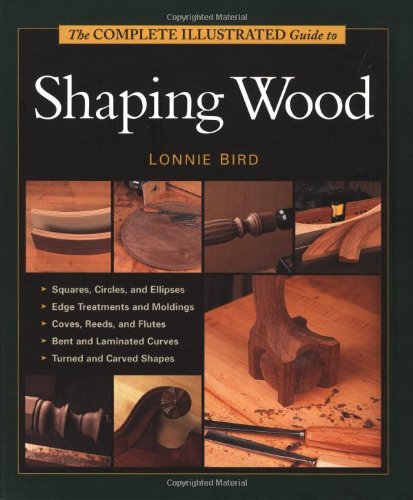 The COMPLETE ILLUSTRATED Guide to
Shaping Wood
LONNIE BIRD
➤ Squares, Circles, and Ellipses
➤ Edge Treatments and Moldings
➤ Coves, Reeds, and Flutes
➤ Bent and Laminated Curves
➤ Turned and Carved Shapes
Copyrighted Material